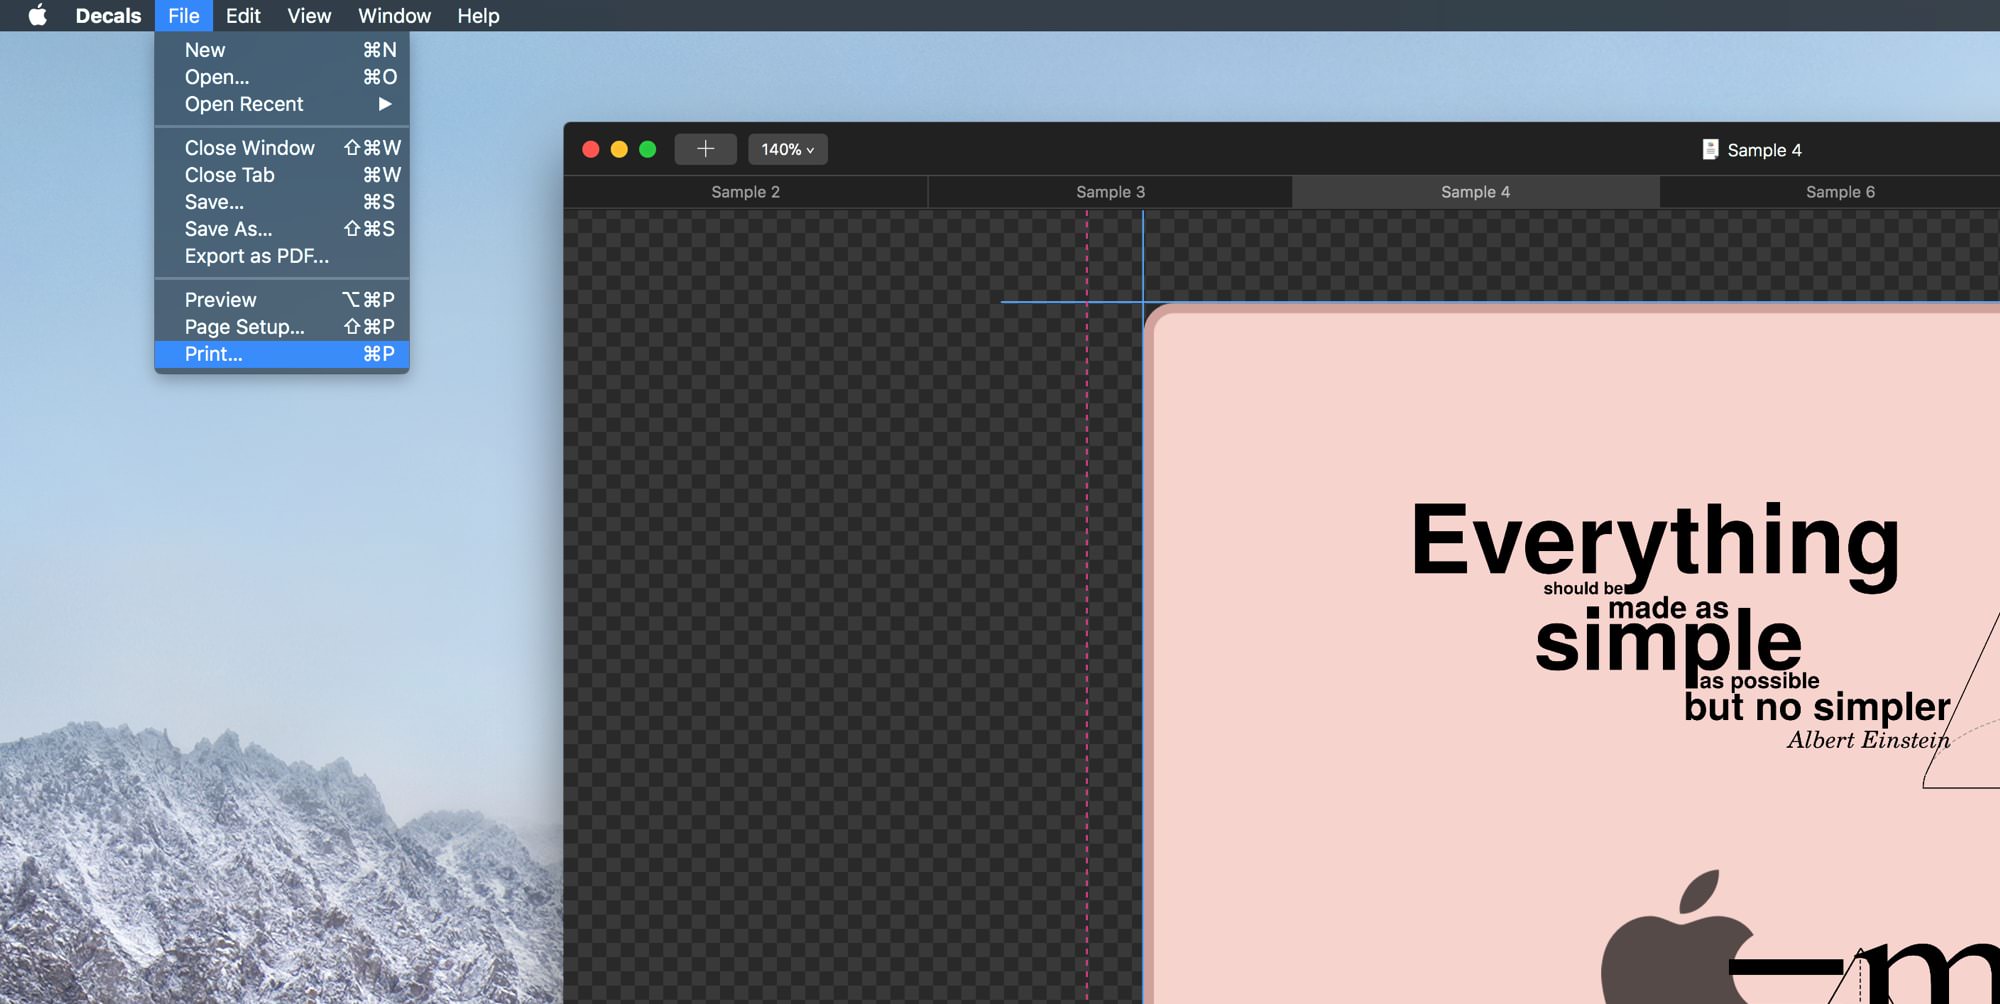 Decals File Edit View Window Help
New ⌘N
Open... ⌘O
Open Recent ▶
Close Window ⇧⌘W
Close Tab ⌘W
Save... ⌘S
Save As... ⇧⌘S
Export as PDF...
Preview ⌥⌘P
Page Setup... ⇧⌘P
Print... ⌘P
140%
Sample 4
Sample 2 Sample 3 Sample 4 Sample 6
Everything
should be
made as
simple
as possible
but no simpler
Albert Einstein
–m